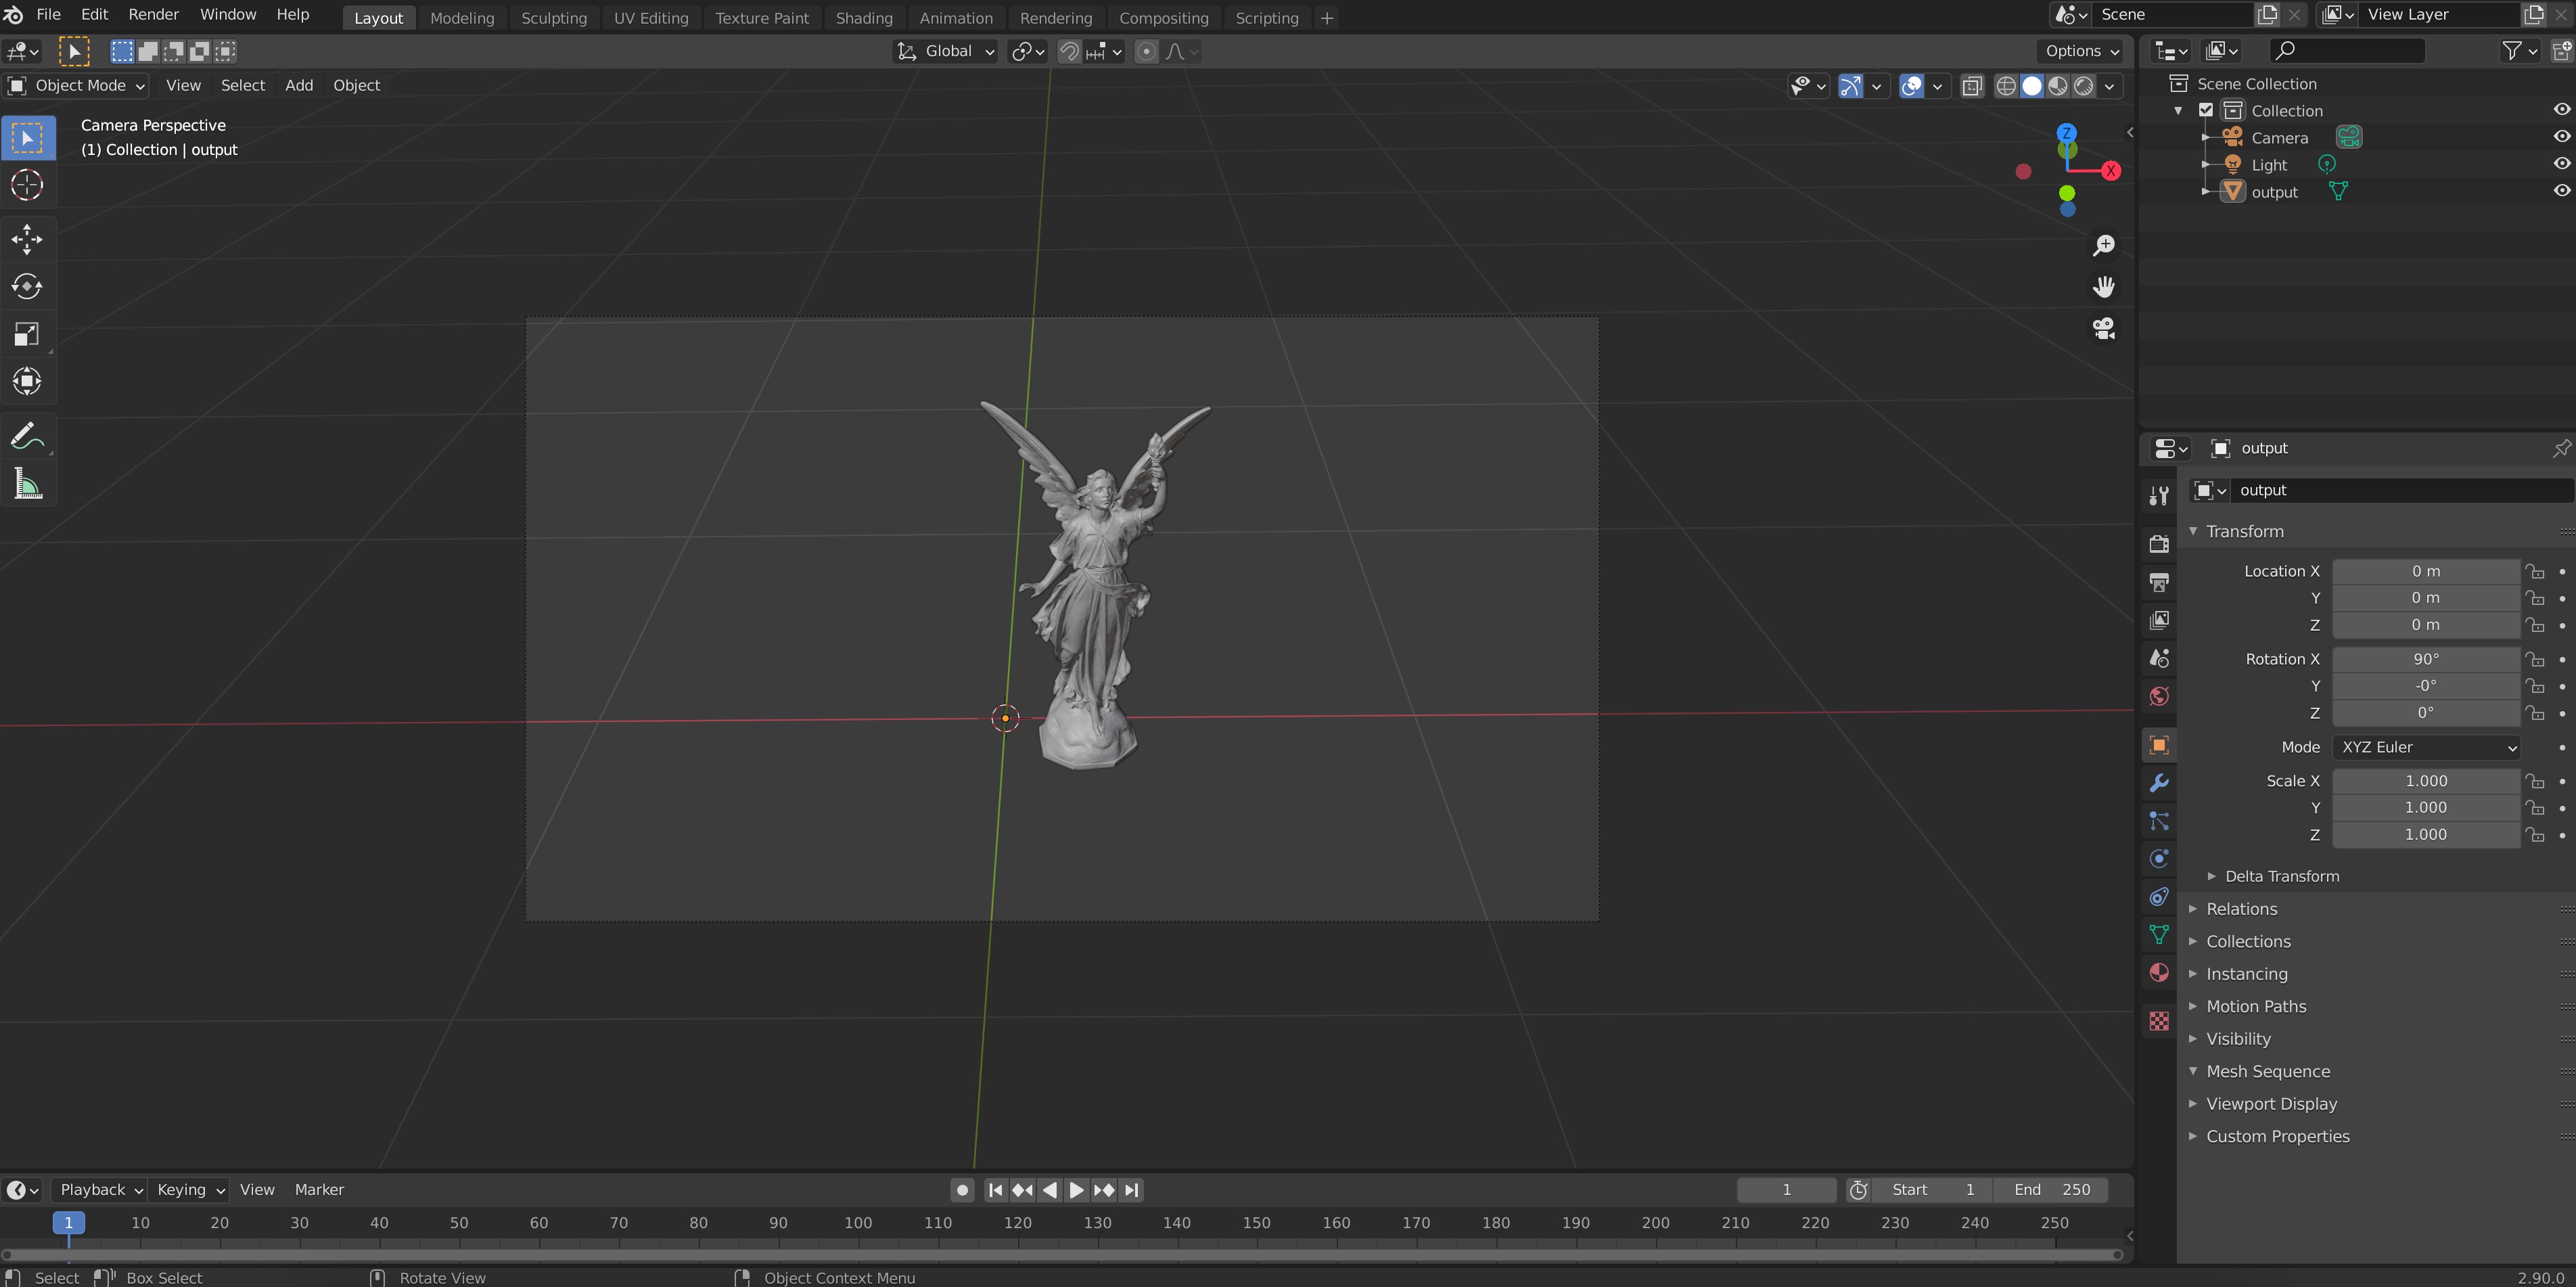 File Edit Render Window Help Layout Modeling Sculpting UV Editing Texture Paint Shading Animation Rendering Compositing Scripting + Scene View Layer
Global Options
Object Mode View Select Add Object
Camera Perspective
(1) Collection | output
Z
X
Scene Collection
Collection
Camera
Light
output
output
output
Transform
Location X 0 m
Y 0 m
Z 0 m
Rotation X 90°
Y -0°
Z 0°
Mode XYZ Euler
Scale X 1.000
Y 1.000
Z 1.000
Delta Transform
Relations
Collections
Instancing
Motion Paths
Visibility
Mesh Sequence
Viewport Display
Custom Properties
Playback Keying View Marker 1 Start 1 End 250
1 10 20 30 40 50 60 70 80 90 100 110 120 130 140 150 160 170 180 190 200 210 220 230 240 250
Select Box Select Rotate View Object Context Menu 2.90.0